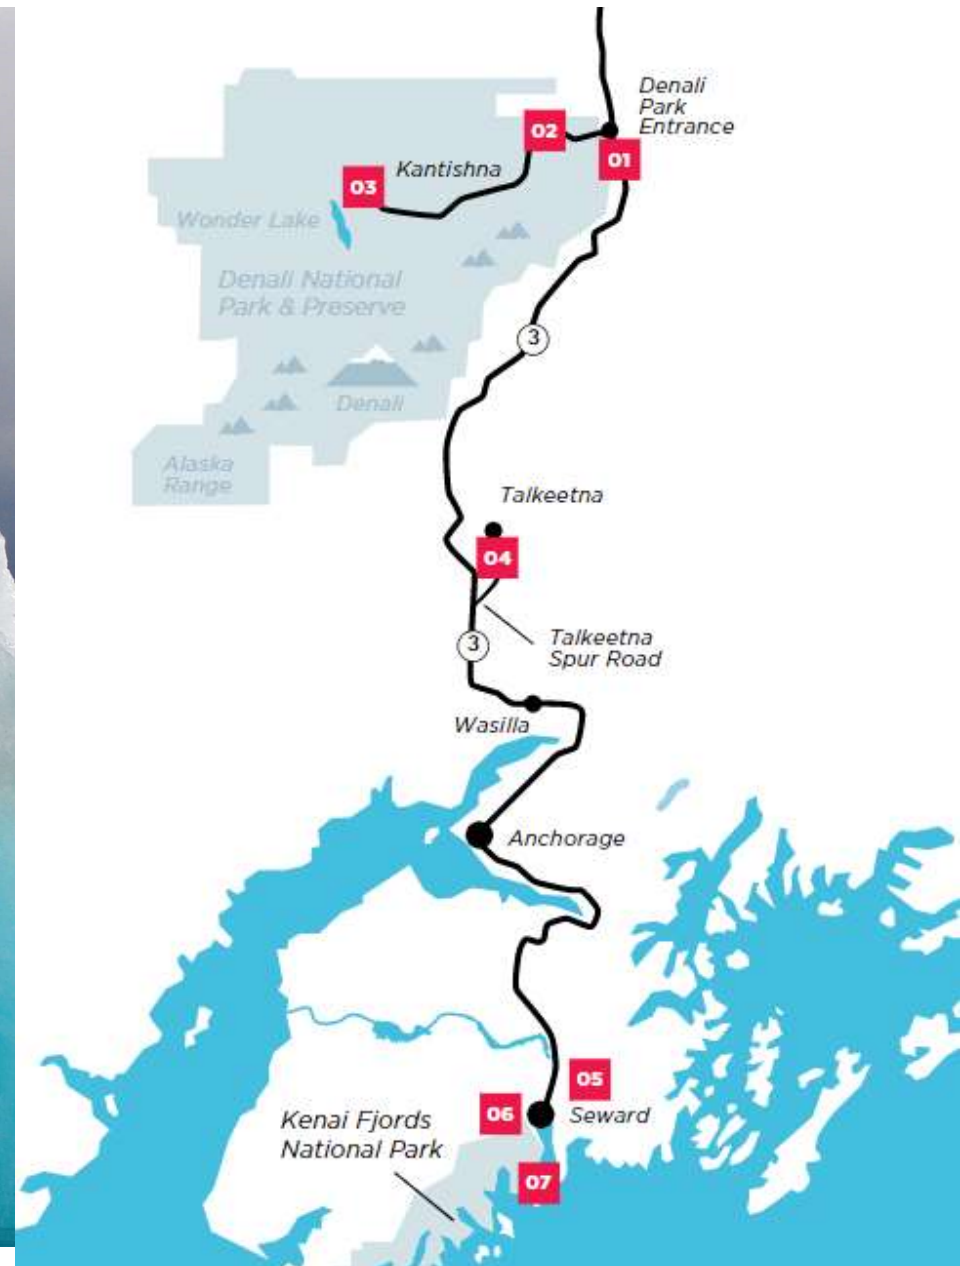 Denali
Park
Entrance
02
01
Kantishna
03
Wonder Lake
Denali National
Park & Preserve
3
Denali
Alaska
Range
Talkeetna
04
3
Talkeetna
Spur Road
Wasilla
Anchorage
05
06
Seward
Kenai Fjords
National Park
07